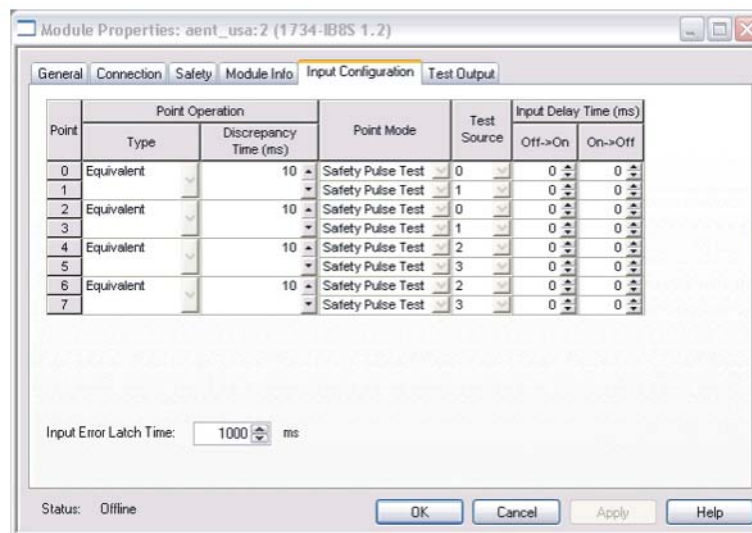 Module Properties: aent_usa:2 (1734-IB8S 1.2)
General Connection Safety Module Info Input Configuration Test Output
Point Operation Input Delay Time (ms)
Point Type Discrepancy Time (ms) Point Mode Test Source Off->On On->Off
0 Equivalent 10 Safety Pulse Test 0 0 0
1 Safety Pulse Test 1 0 0
2 Equivalent 10 Safety Pulse Test 0 0 0
3 Safety Pulse Test 1 0 0
4 Equivalent 10 Safety Pulse Test 2 0 0
5 Safety Pulse Test 3 0 0
6 Equivalent 10 Safety Pulse Test 2 0 0
7 Safety Pulse Test 3 0 0
Input Error Latch Time: 1000 ms
Status: Offline OK Cancel Apply Help